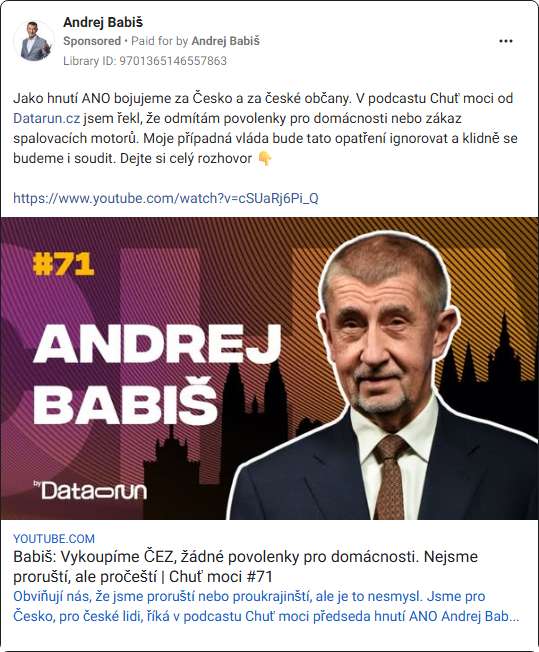 Andrej Babiš
Sponsored • Paid for by Andrej Babiš
Library ID: 9701365146557863
Jako hnutí ANO bojujeme za Česko a za české občany. V podcastu Chuť moci od
Datarun.cz jsem řekl, že odmítám povolenky pro domácnosti nebo zákaz
spalovacích motorů. Moje případná vláda bude tato opatření ignorovat a klidně se
budeme i soudit. Dejte si celý rozhovor 👇
https://www.youtube.com/watch?v=cSUaRj6Pi_Q
#71
ANDREJ
BABIŠ
by Datarun
YOUTUBE.COM
Babiš: Vykoupíme ČEZ, žádné povolenky pro domácnosti. Nejsme
proruští, ale pročeští | Chuť moci #71
Obviňují nás, že jsme proruští nebo proukrajinští, ale je to nesmysl. Jsme pro
Česko, pro české lidi, říká v podcastu Chuť moci předseda hnutí ANO Andrej Bab...